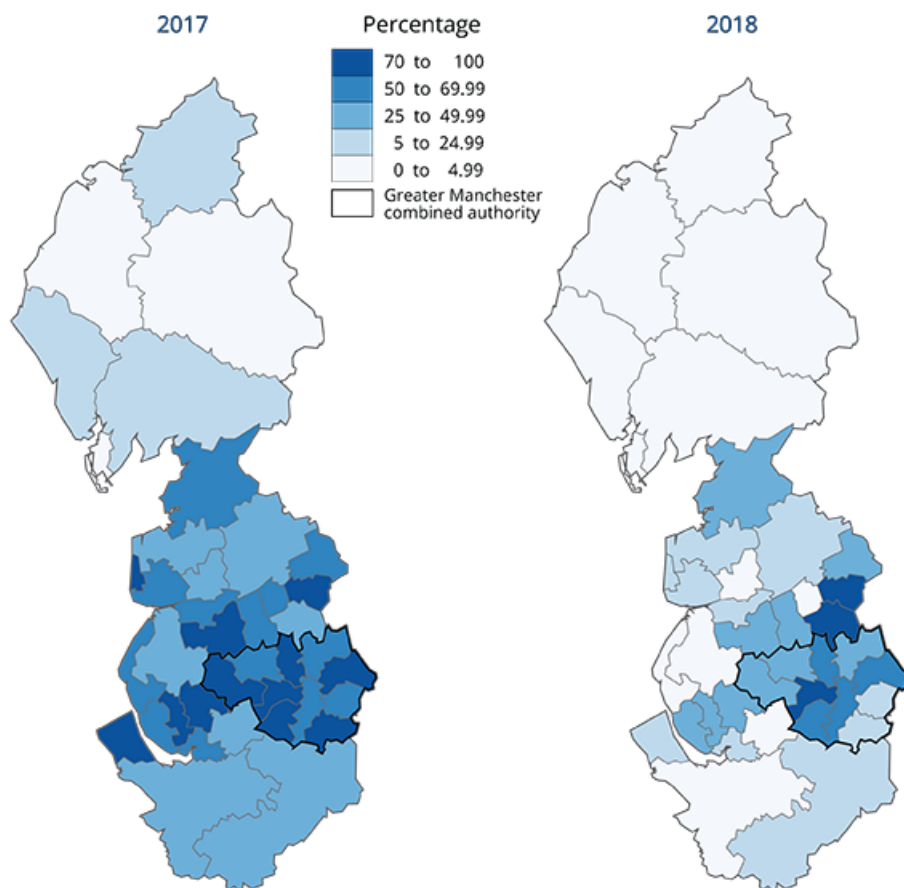 2017
Percentage
2018
70 to 100
50 to 69.99
25 to 49.99
5 to 24.99
0 to 4.99
Greater Manchester
combined authority